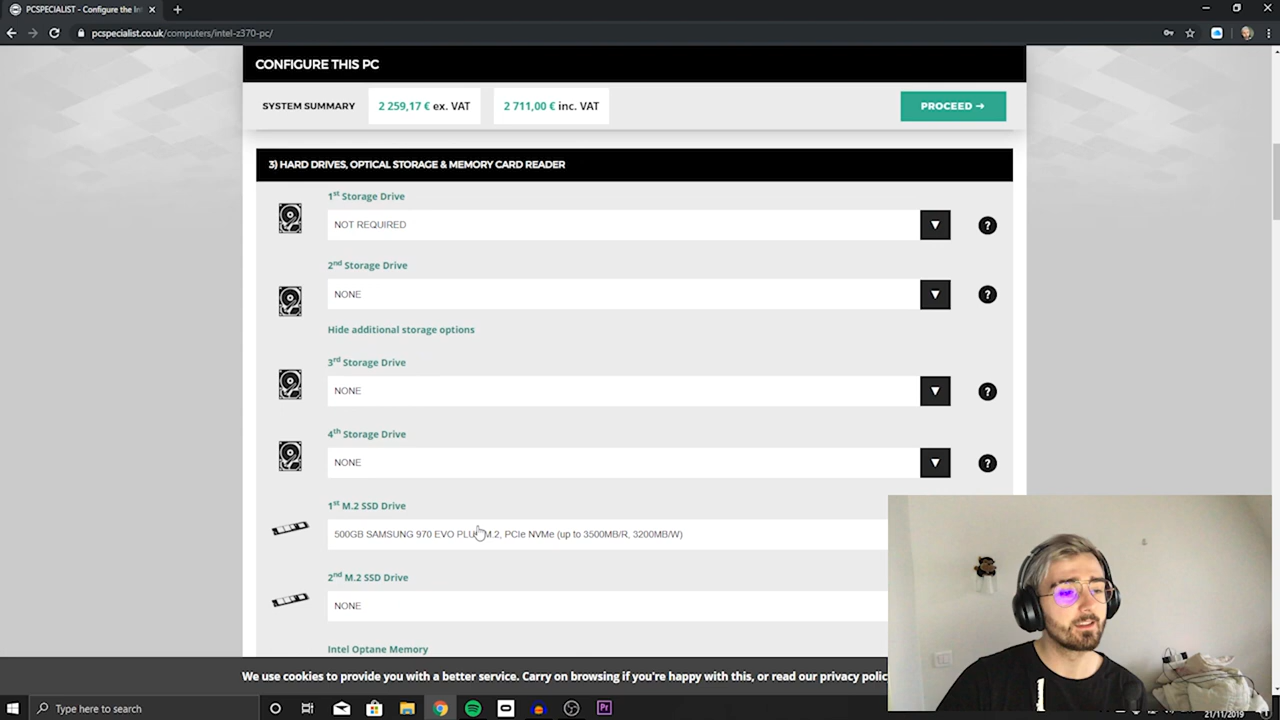 PCSPECIALIST - Configure the In
pcspecialist.co.uk/computers/intel-z370-pc/
CONFIGURE THIS PC
SYSTEM SUMMARY 2 259,17 € ex. VAT 2 711,00 € inc. VAT PROCEED →
3) HARD DRIVES, OPTICAL STORAGE & MEMORY CARD READER
1st Storage Drive
NOT REQUIRED
2nd Storage Drive
NONE
Hide additional storage options
3rd Storage Drive
NONE
4th Storage Drive
NONE
1st M.2 SSD Drive
500GB SAMSUNG 970 EVO PLUS M.2, PCIe NVMe (up to 3500MB/R, 3200MB/W)
2nd M.2 SSD Drive
NONE
Intel Optane Memory
We use cookies to provide you with a better service. Carry on browsing if you're happy with this, or read our privacy polic
Type here to search
21/11/2019